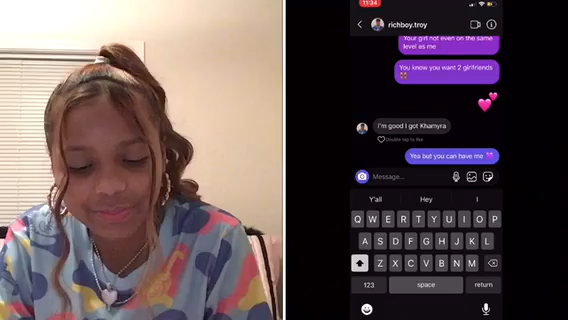 11:34
richboy.troy
Your girl not even on the same
level as me
You know you want 2 girlfriends
I'm good I got Khamyra
Double tap to like
Yea but you can have me
Message...
Y'all Hey I
Q W E R T Y U I O P
A S D F G H J K L
Z X C V B N M
123 space return